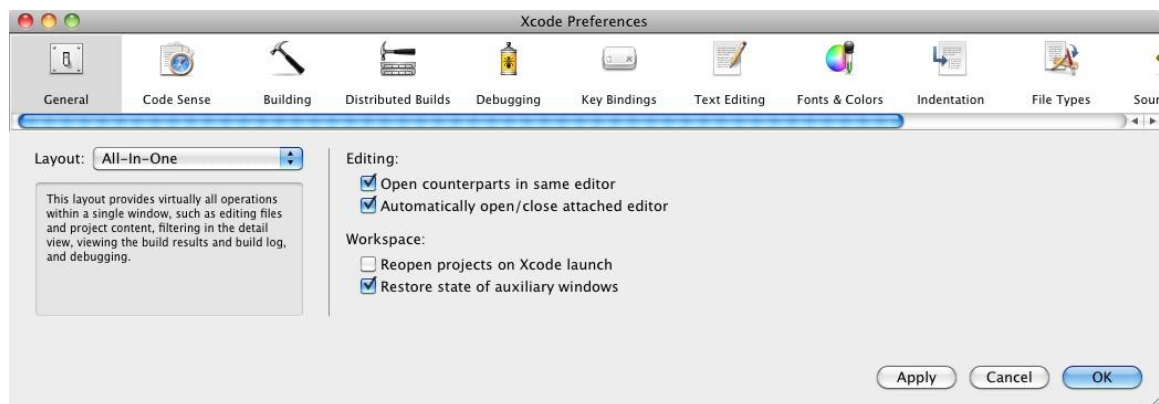 Xcode Preferences
General Code Sense Building Distributed Builds Debugging Key Bindings Text Editing Fonts & Colors Indentation File Types Sour
Layout: All-In-One
This layout provides virtually all operations
within a single window, such as editing files
and project content, filtering in the detail
view, viewing the build results and build log,
and debugging.
Editing:
Open counterparts in same editor
Automatically open/close attached editor
Workspace:
Reopen projects on Xcode launch
Restore state of auxiliary windows
Apply Cancel OK